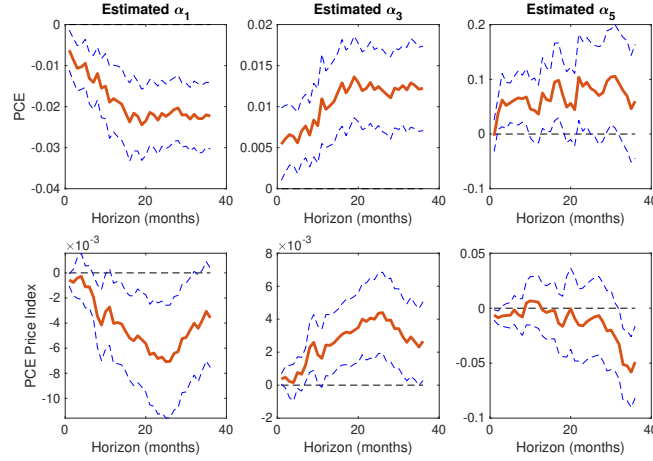 Estimated α1 Estimated α3 Estimated α5
0 0.02 0.2
-0.01 0.015 0.1
PCE -0.02 0.01 0
-0.03 0.005
-0.04 0 -0.1
0 20 40 0 20 40 0 20 40
Horizon (months) Horizon (months) Horizon (months)
×10-3 ×10-3
0 8 0.05
-2 6
-4 4 0
PCE Price Index -6 2 -0.05
-8 0
-10 -2 -0.1
0 20 40 0 20 40 0 20 40
Horizon (months) Horizon (months) Horizon (months)